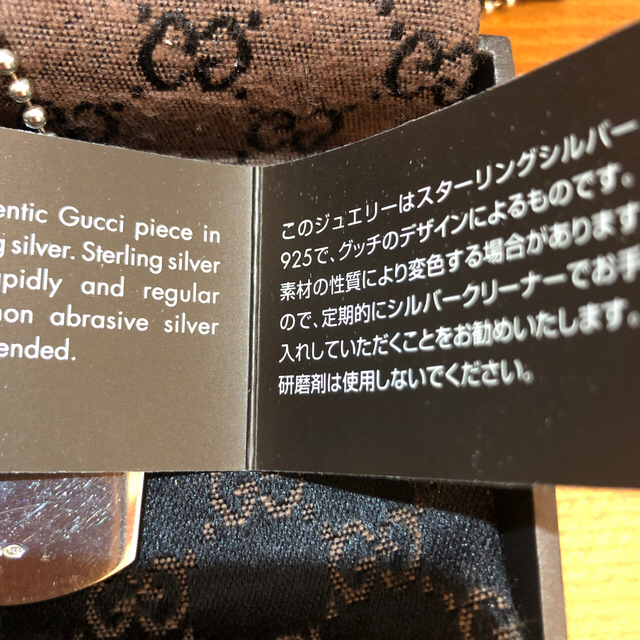 entic Gucci piece in
silver. Sterling silver
apidly and regular
non abrasive silver
ended.
このジュエリーはスターリングシルバー
925で、グッチのデザインによるものです。
素材の性質により変色する場合があります
ので、定期的にシルバークリーナーでお手
入れしていただくことをお勧めいたします。
研磨剤は使用しないでください。